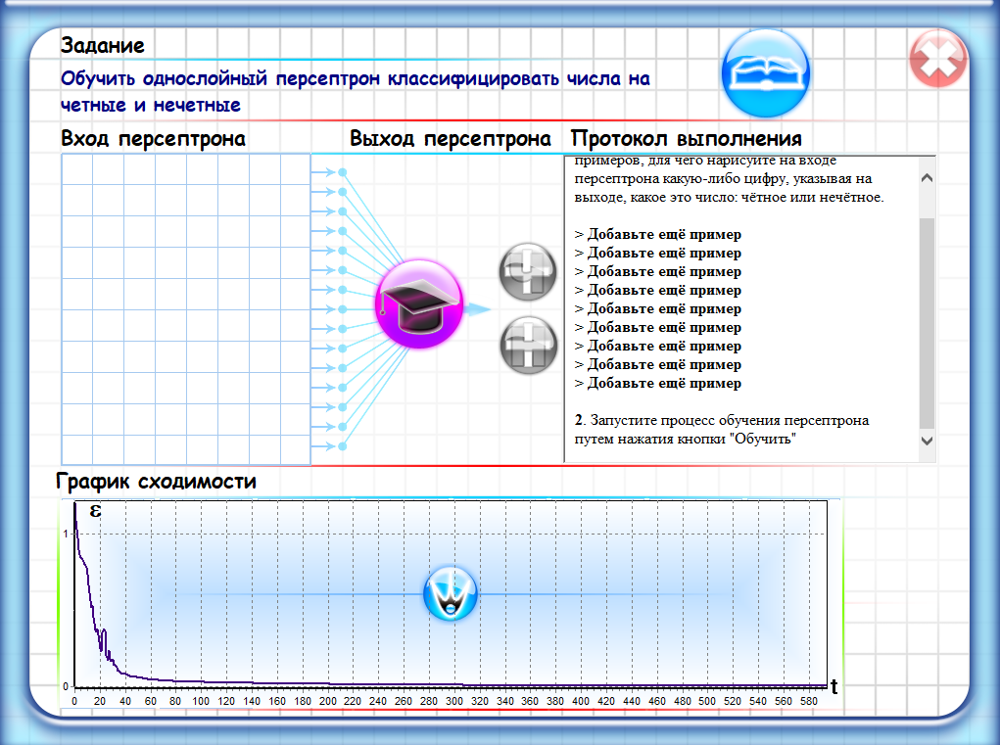 Задание
Обучить однослойный персептрон классифицировать числа на
четные и нечетные
Вход персептрона
Выход персептрона
Протокол выполнения
примеров, для чего нарисуйте на входе
персептрона какую-либо цифру, указывая на
выходе, какое это число: чётное или нечётное.
> Добавьте ещё пример
> Добавьте ещё пример
> Добавьте ещё пример
> Добавьте ещё пример
> Добавьте ещё пример
> Добавьте ещё пример
> Добавьте ещё пример
> Добавьте ещё пример
> Добавьте ещё пример
2. Запустите процесс обучения персептрона
путем нажатия кнопки "Обучить"
Ч
Н
График сходимости
ε
1
0
t
0 20 40 60 80 100 120 140 160 180 200 220 240 260 280 300 320 340 360 380 400 420 440 460 480 500 520 540 560 580
W